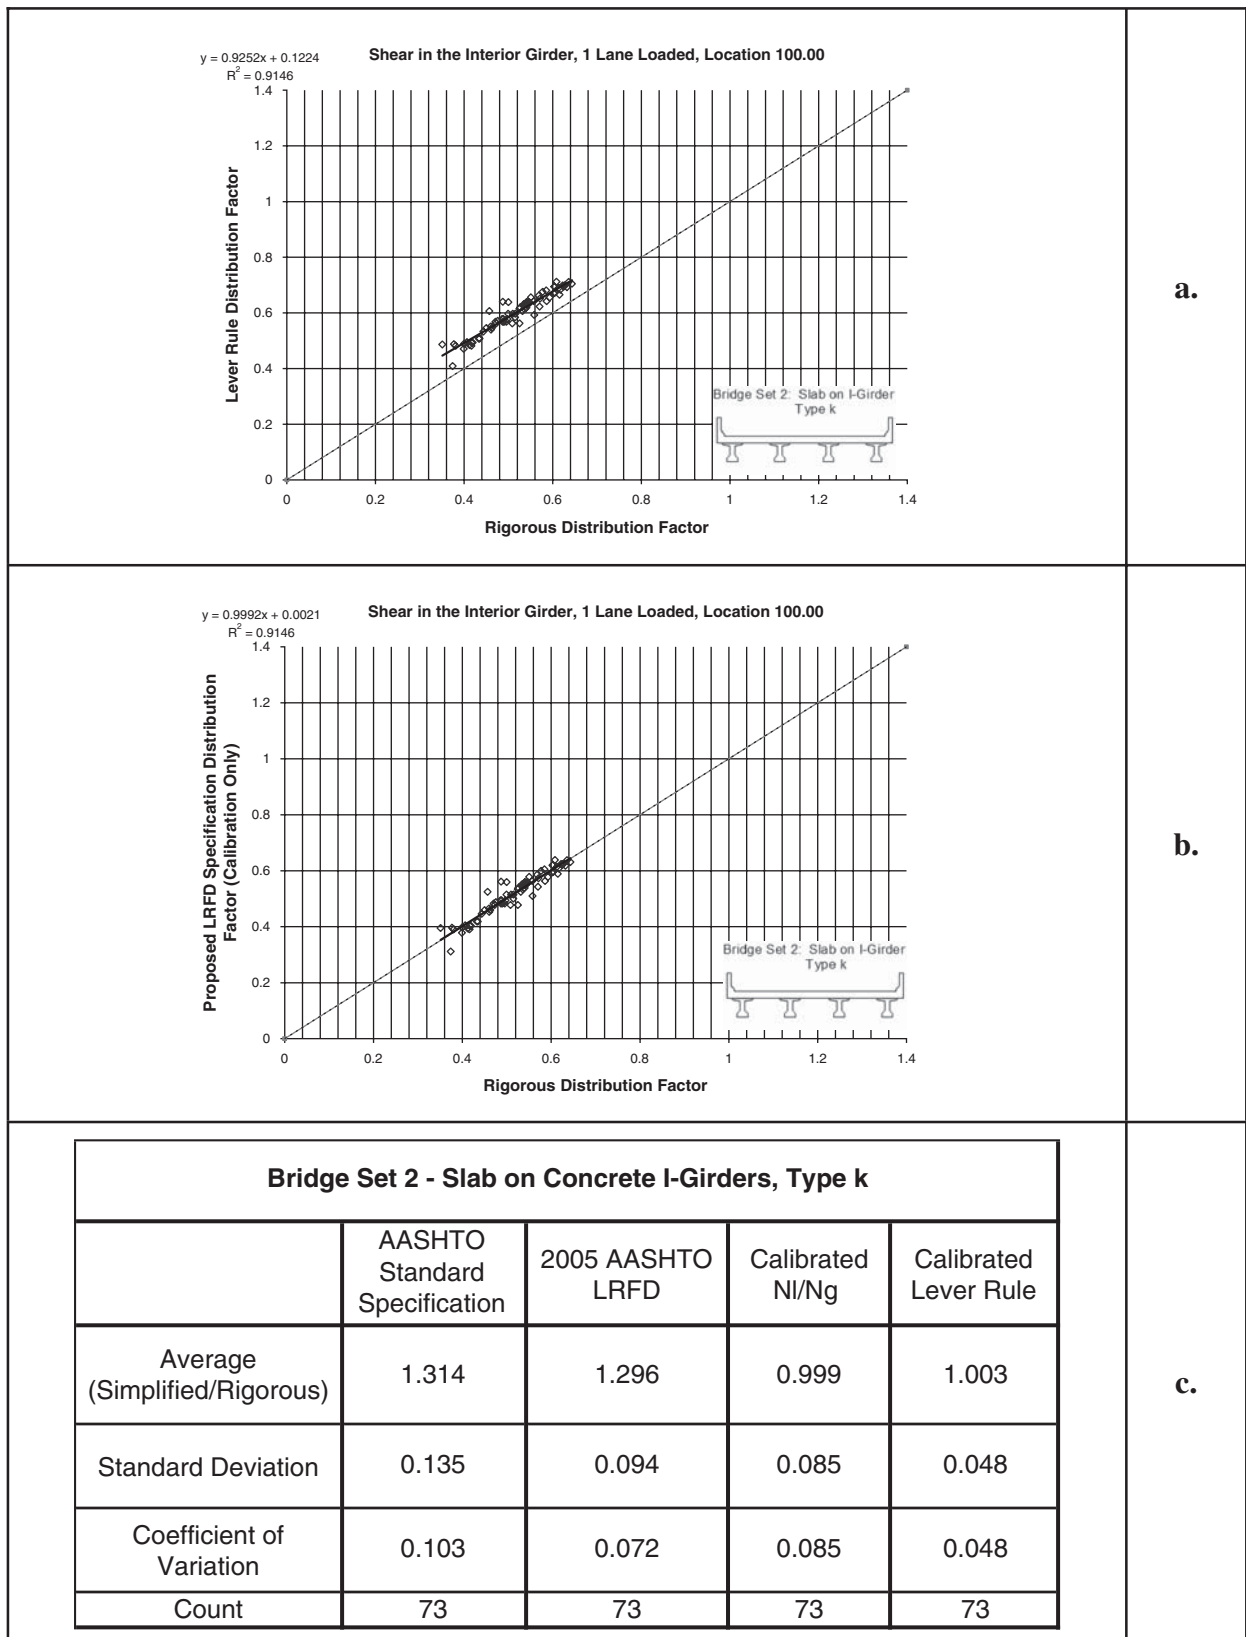 y = 0.9252x + 0.1224
R2 = 0.9146
Shear in the Interior Girder, 1 Lane Loaded, Location 100.00
1.4
1.2
1
0.8
0.6
0.4
0.2
0
Lever Rule Distribution Factor
0 0.2 0.4 0.6 0.8 1 1.2 1.4
Rigorous Distribution Factor
Bridge Set 2: Slab on I-Girder
Type k
a.
y = 0.9992x + 0.0021
R2 = 0.9146
Shear in the Interior Girder, 1 Lane Loaded, Location 100.00
1.4
1.2
1
0.8
0.6
0.4
0.2
0
Proposed LRFD Specification Distribution
Factor (Calibration Only)
0 0.2 0.4 0.6 0.8 1 1.2 1.4
Rigorous Distribution Factor
Bridge Set 2: Slab on I-Girder
Type k
b.
Bridge Set 2 - Slab on Concrete I-Girders, Type k
AASHTO
Standard
Specification
2005 AASHTO
LRFD
Calibrated
Nl/Ng
Calibrated
Lever Rule
Average
(Simplified/Rigorous)
1.314 1.296 0.999 1.003
Standard Deviation 0.135 0.094 0.085 0.048
Coefficient of
Variation
0.103 0.072 0.085 0.048
Count 73 73 73 73
c.